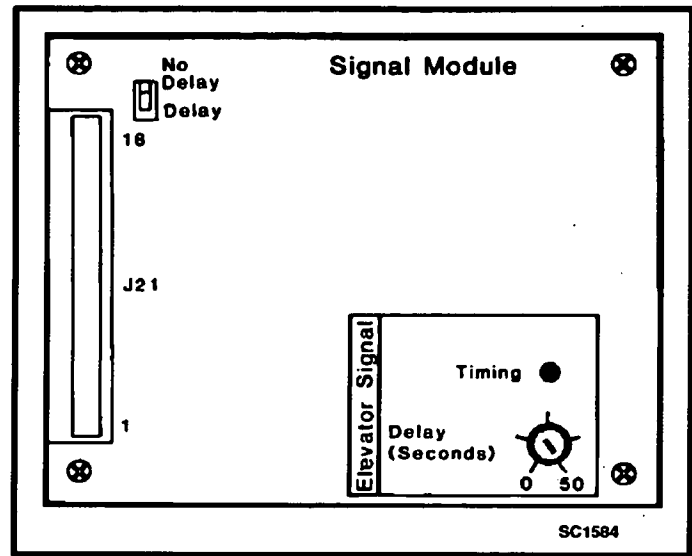 Signal Module
No
Delay
Delay
16
J21
1
Elevator Signal
Timing
Delay
(Seconds)
0 50
SC1584